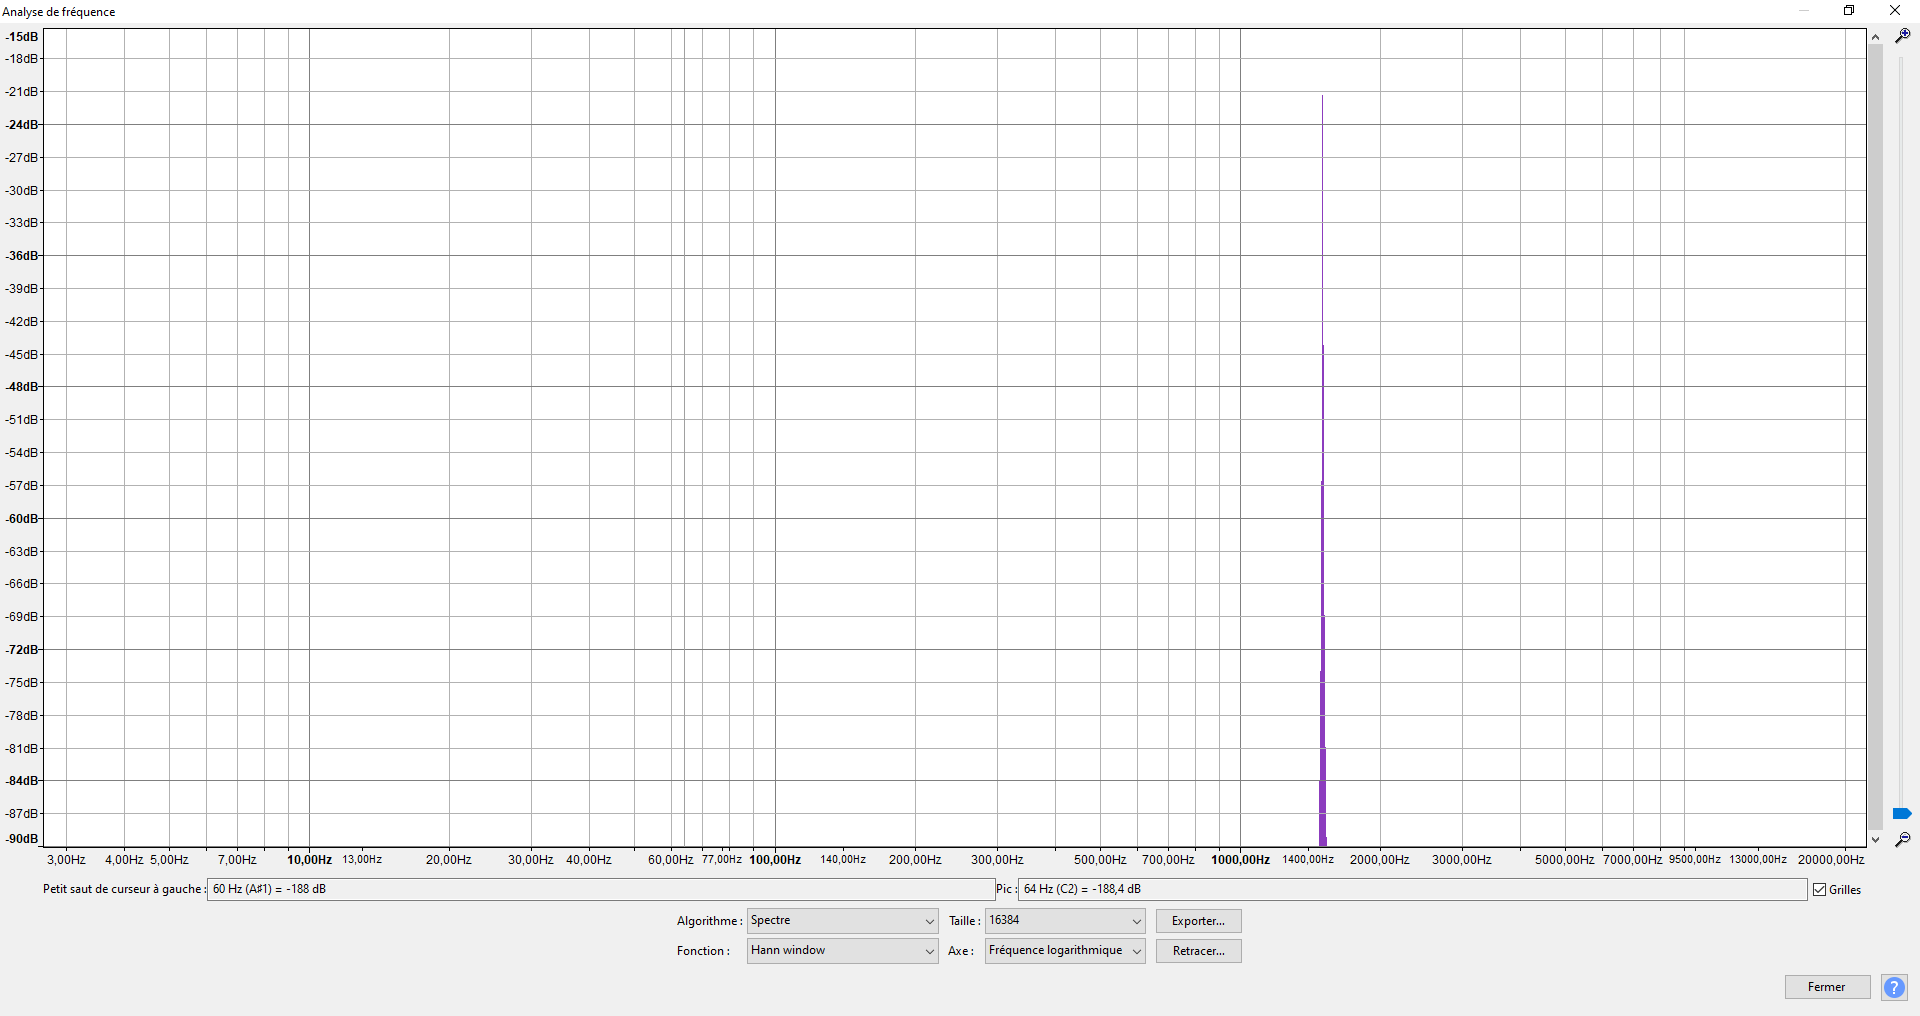 Analyse de fréquence
-15dB
-18dB
-21dB
-24dB
-27dB
-30dB
-33dB
-36dB
-39dB
-42dB
-45dB
-48dB
-51dB
-54dB
-57dB
-60dB
-63dB
-66dB
-69dB
-72dB
-75dB
-78dB
-81dB
-84dB
-87dB
-90dB
3,00Hz 4,00Hz 5,00Hz 7,00Hz 10,00Hz 13,00Hz 20,00Hz 30,00Hz 40,00Hz 60,00Hz 77,00Hz 100,00Hz 140,00Hz 200,00Hz 300,00Hz 500,00Hz 700,00Hz 1000,00Hz 1400,00Hz 2000,00Hz 3000,00Hz 5000,00Hz 7000,00Hz 9500,00Hz 13000,00Hz 20000,00Hz
Petit saut de curseur à gauche : 60 Hz (A♯1) = -188 dB Pic : 64 Hz (C2) = -188,4 dB Grilles
Algorithme : Spectre Taille : 16384 Exporter...
Fonction : Hann window Axe : Fréquence logarithmique Retracer...
Fermer ?